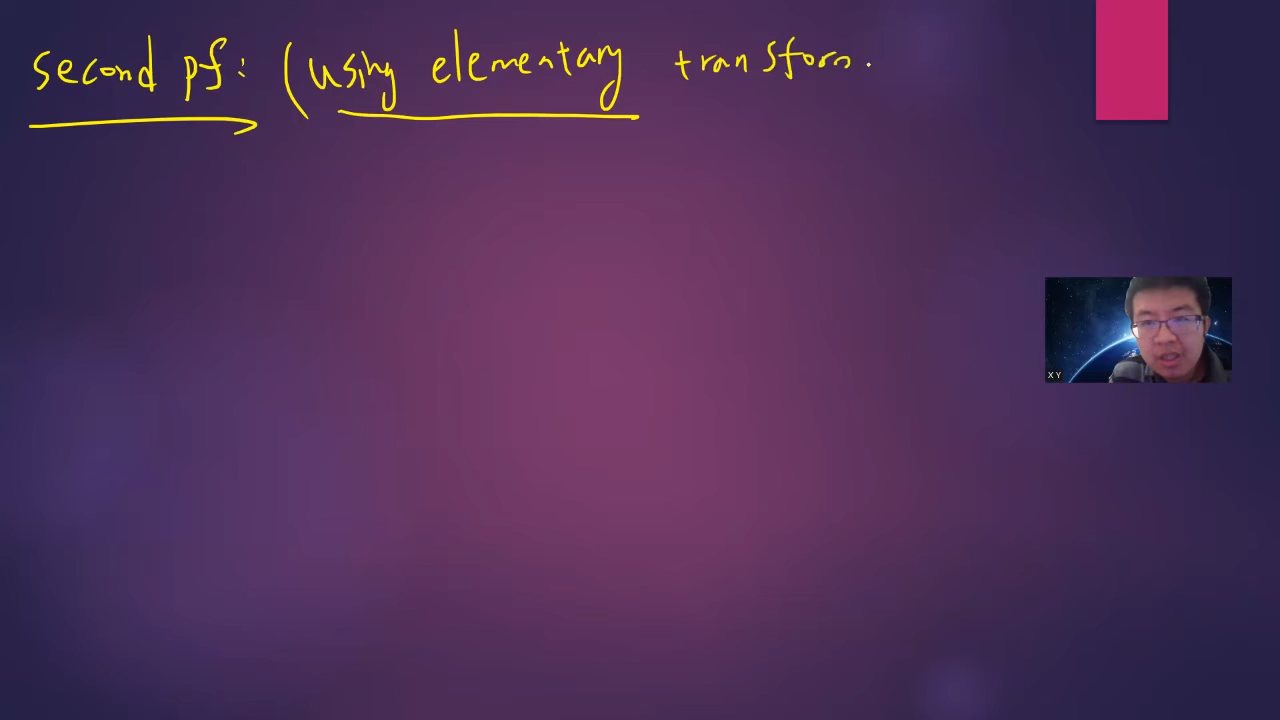 second pf: (using elementary transform.
X Y